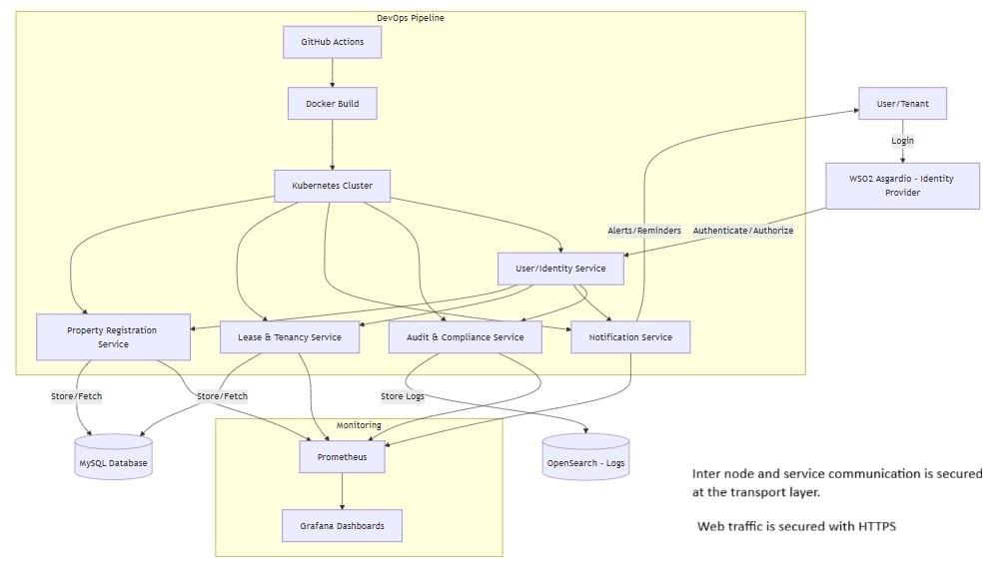 DevOps Pipeline
GitHub Actions
Docker Build
User/Tenant
Login
Kubernetes Cluster
WSO2 Asgardio - Identity
Provider
Alerts/Reminders
Authenticate/Authorize
User/Identity Service
Property Registration
Service
Lease & Tenancy Service
Audit & Compliance Service
Notification Service
Store/Fetch
Store/Fetch
Store Logs
Monitoring
MySQL Database
Prometheus
OpenSearch - Logs
Grafana Dashboards
Inter node and service communication is secured
at the transport layer.
Web traffic is secured with HTTPS